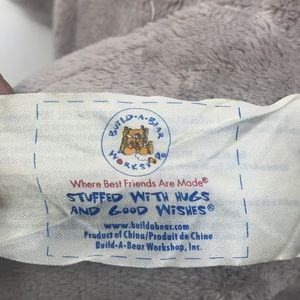 BUILD-A-BEAR
WORKSHOP
Where Best Friends Are Made®
STUFFED WITH HUGS
AND GOOD WISHES®
www.buildabear.com
Product of China/Produit de Chine
Build-A-Bear Workshop, Inc.